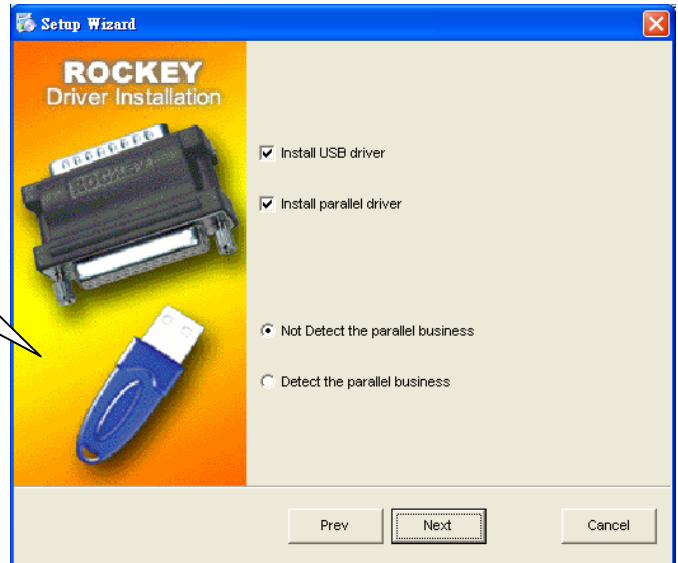 Setup Wizard
ROCKEY
Driver Installation
Install USB driver
Install parallel driver
Not Detect the parallel business
Detect the parallel business
Prev
Next
Cancel